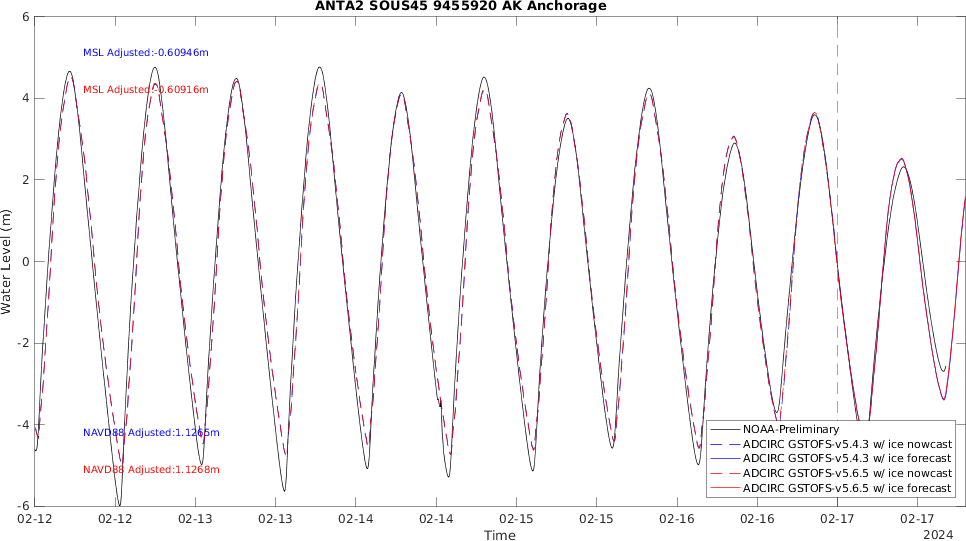 ANTA2 SOUS45 9455920 AK Anchorage
6
MSL Adjusted:-0.60946m
MSL Adjusted:-0.60916m
4
2
0
-2
-4
-6
Water Level (m)
NAVD88 Adjusted:1.1265m
NAVD88 Adjusted:1.1268m
NOAA-Preliminary
ADCIRC GSTOFS-v5.4.3 w/ ice nowcast
ADCIRC GSTOFS-v5.4.3 w/ ice forecast
ADCIRC GSTOFS-v5.6.5 w/ ice nowcast
ADCIRC GSTOFS-v5.6.5 w/ ice forecast
02-12 02-12 02-13 02-13 02-14 02-14 02-15 02-15 02-16 02-16 02-17 02-17
Time
2024